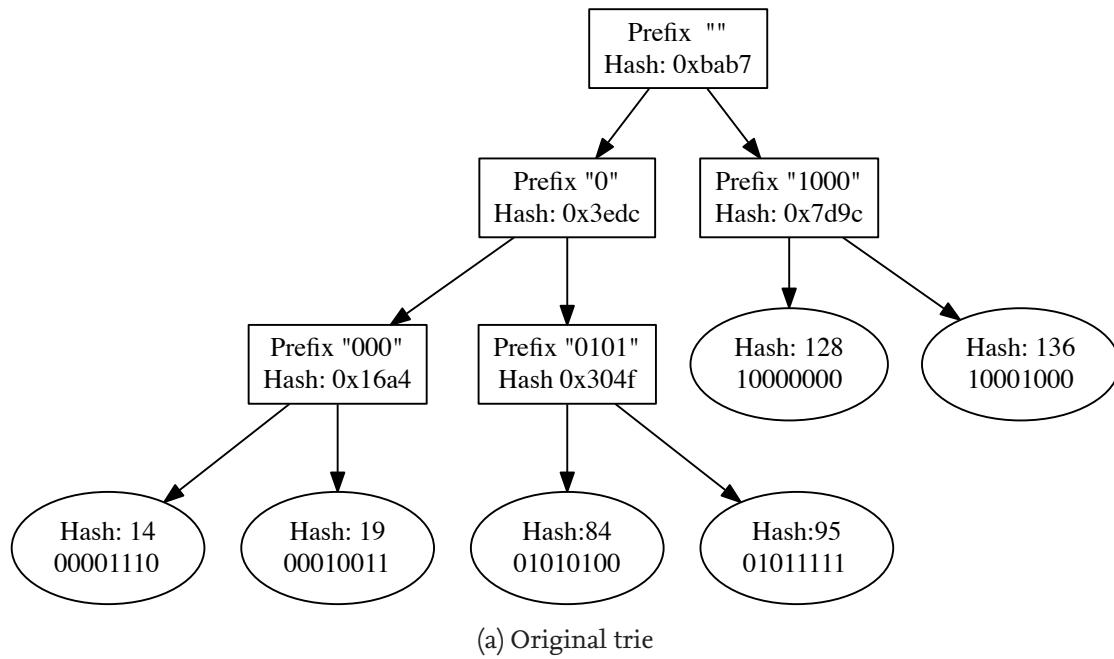 Prefix ""
Hash: 0xbab7
Prefix "0"
Hash: 0x3edc
Prefix "1000"
Hash: 0x7d9c
Prefix "000"
Hash: 0x16a4
Prefix "0101"
Hash 0x304f
Hash: 128
10000000
Hash: 136
10001000
Hash: 14
00001110
Hash: 19
00010011
Hash:84
01010100
Hash:95
01011111
(a) Original trie